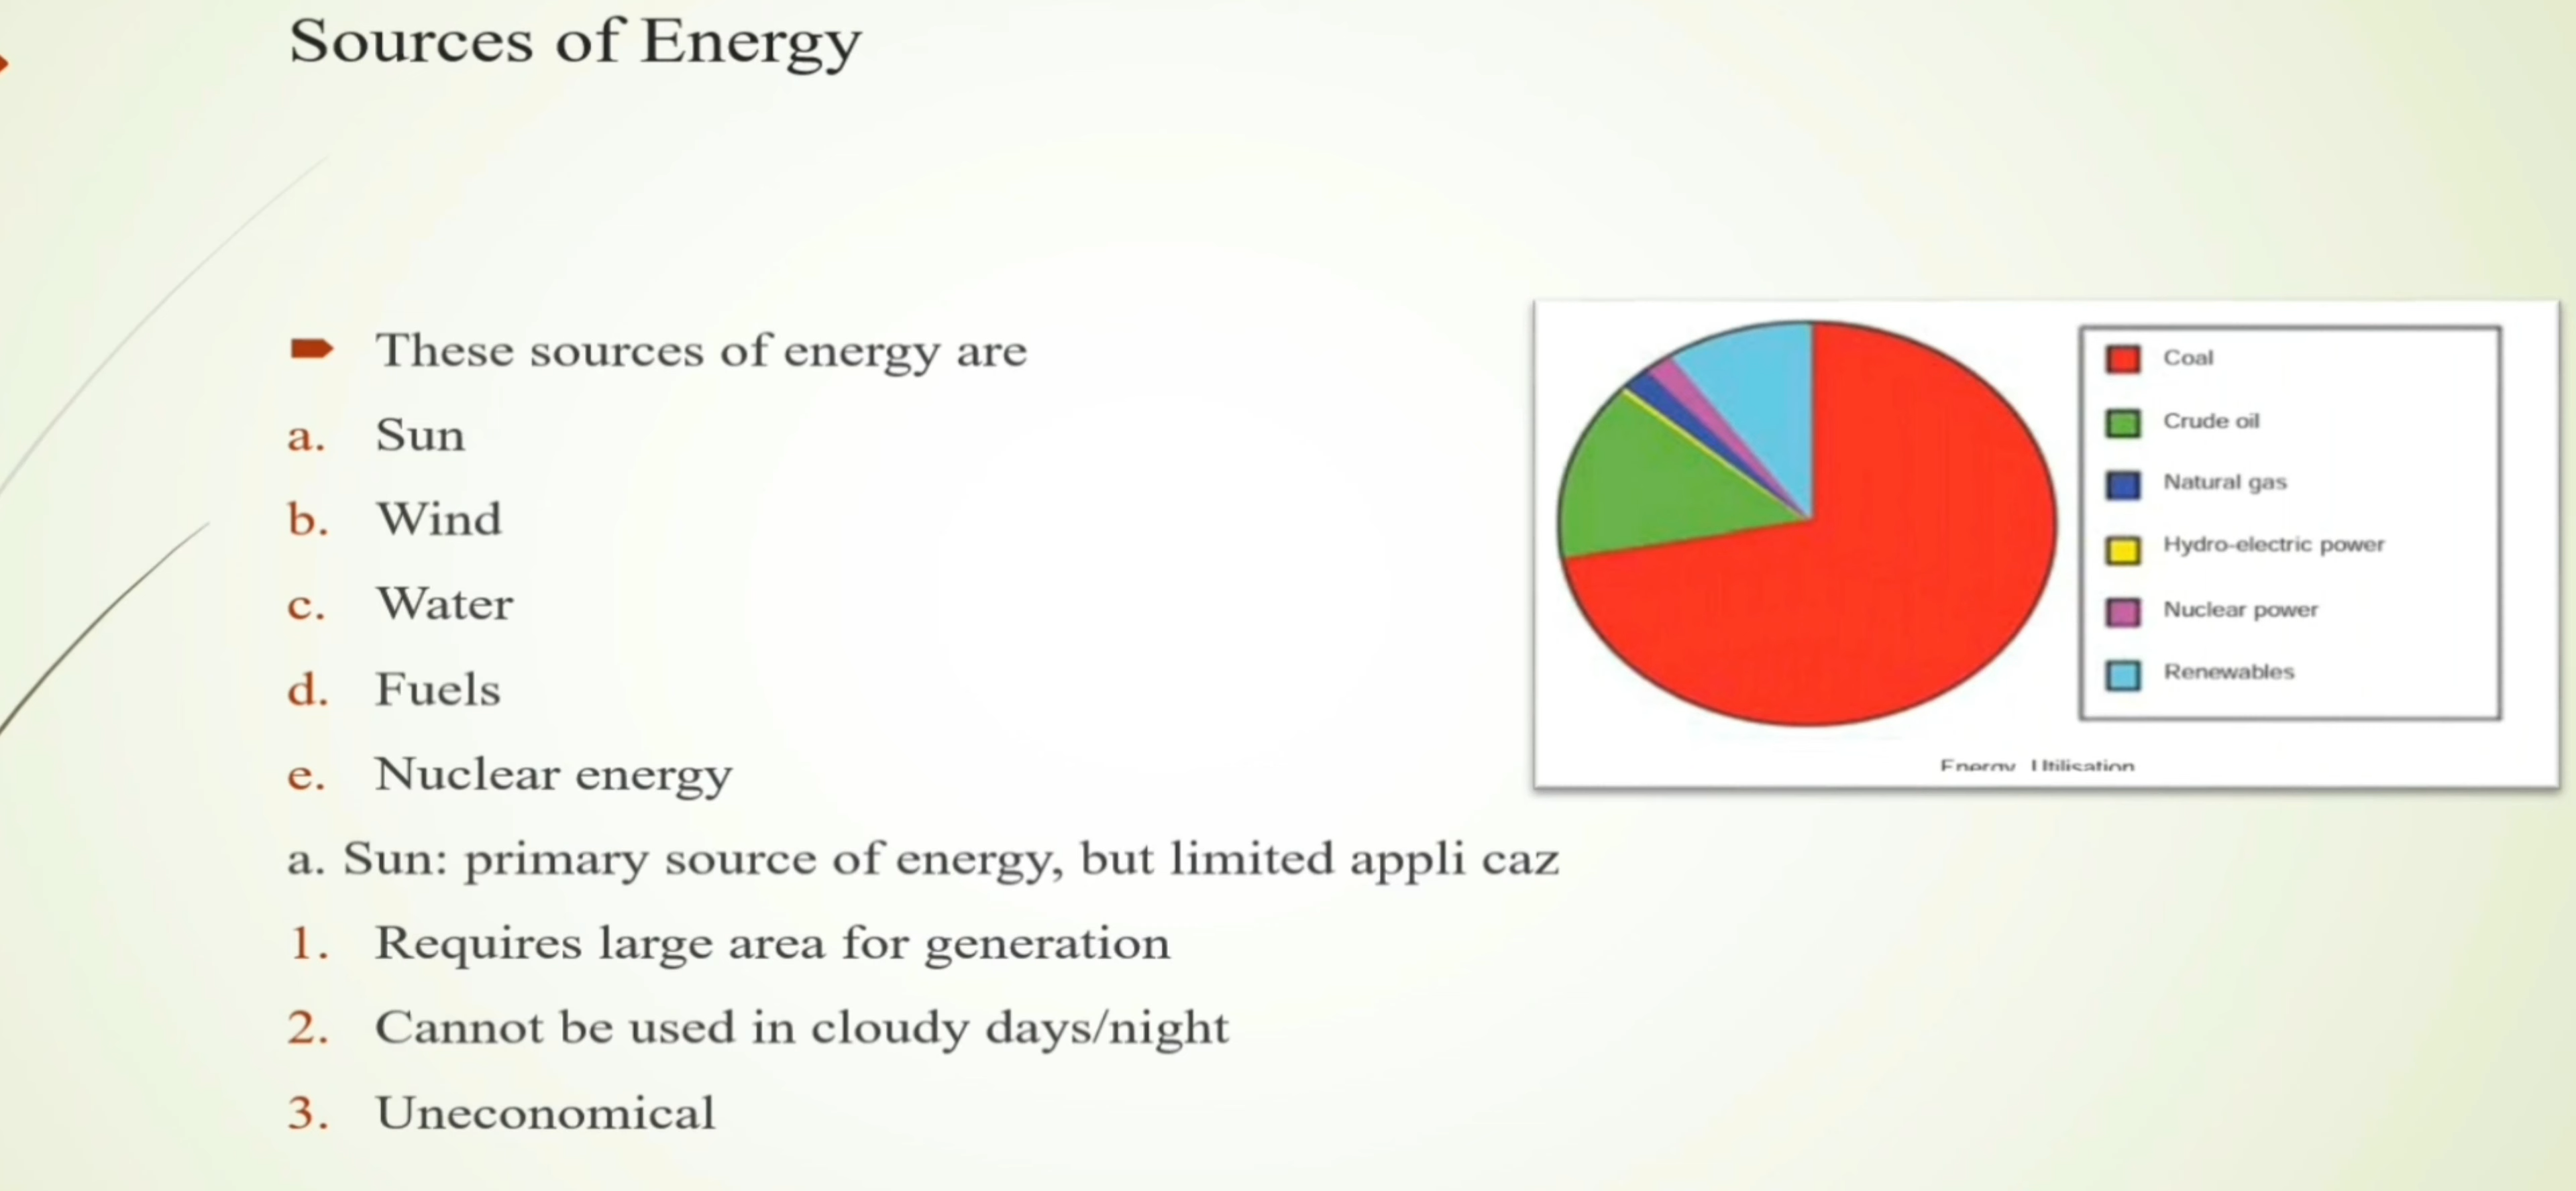 Sources of Energy
These sources of energy are
a. Sun
b. Wind
c. Water
d. Fuels
e. Nuclear energy
a. Sun: primary source of energy, but limited appli caz
1. Requires large area for generation
2. Cannot be used in cloudy days/night
3. Uneconomical
Coal
Crude oil
Natural gas
Hydro-electric power
Nuclear power
Renewables
Energy Utilisation